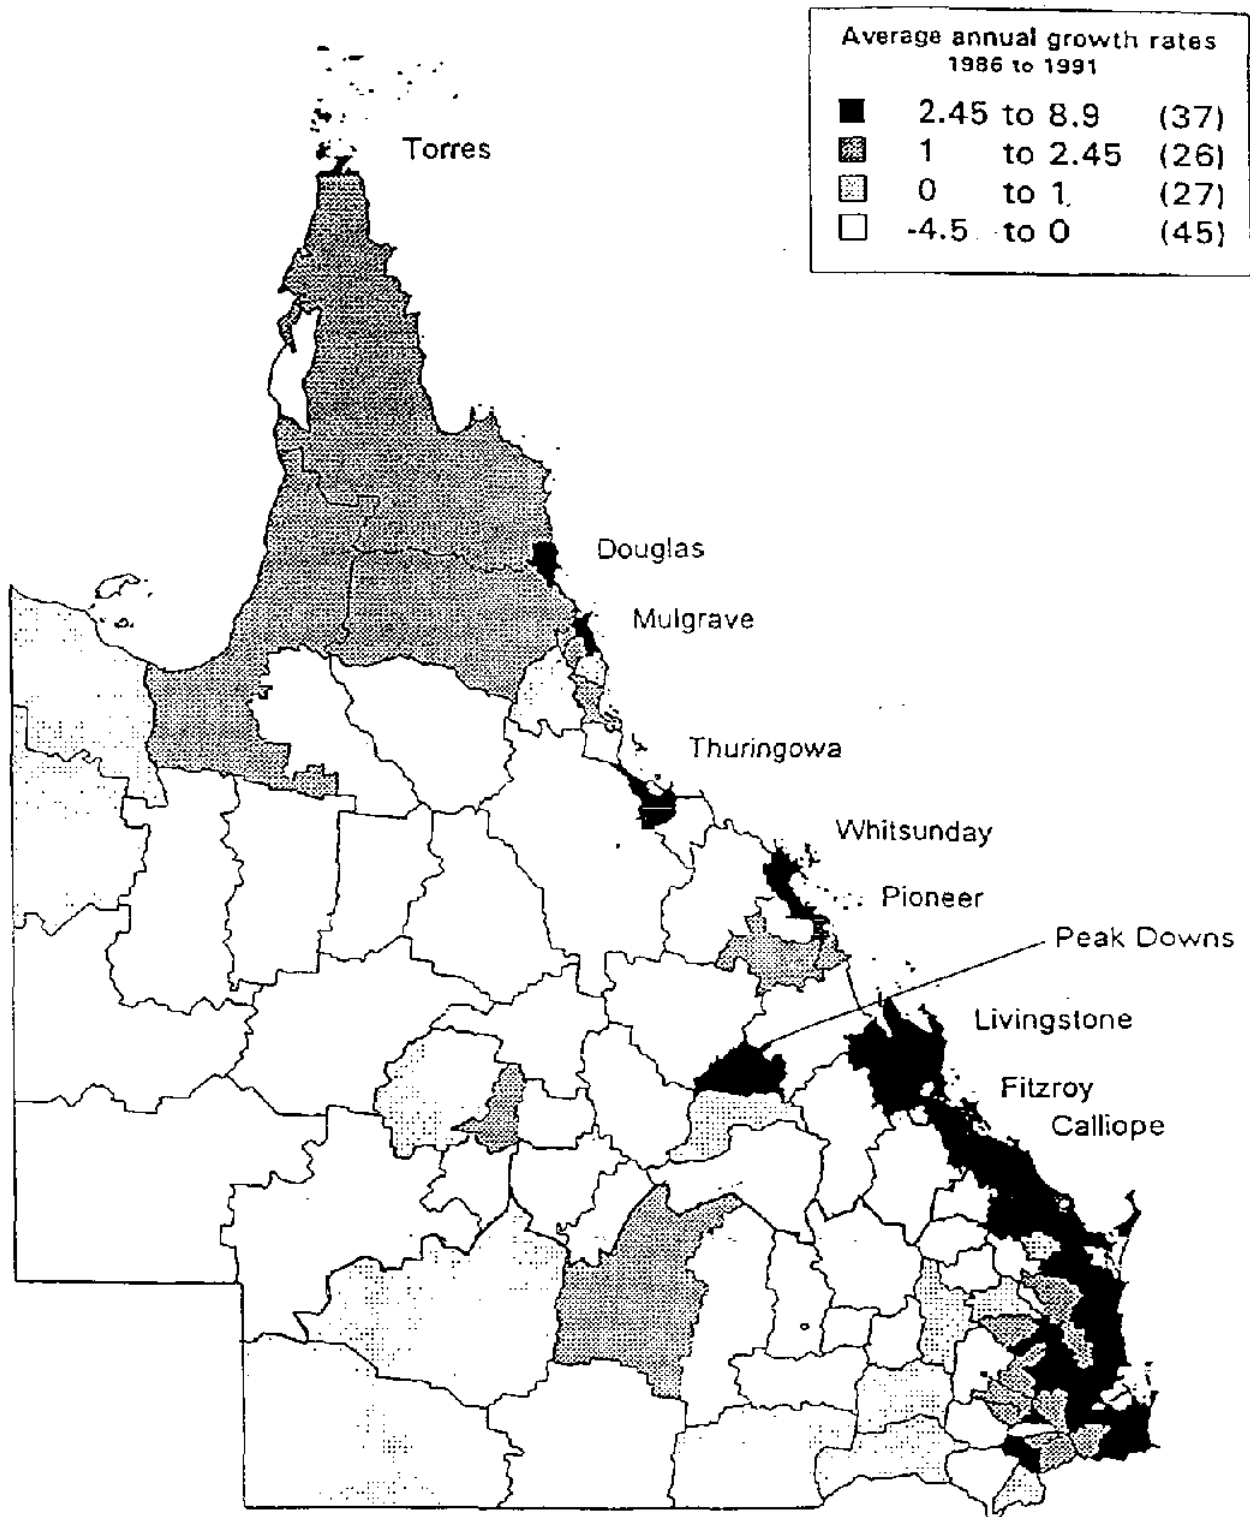 Average annual growth rates
1986 to 1991
2.45 to 8.9 (37)
1 to 2.45 (26)
0 to 1 (27)
-4.5 to 0 (45)
Torres
Douglas
Mulgrave
Thuringowa
Whitsunday
Pioneer
Peak Downs
Livingstone
Fitzroy
Calliope